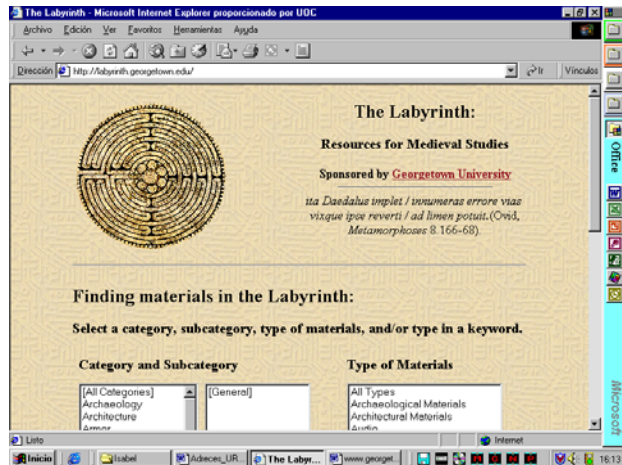 The Labyrinth - Microsoft Internet Explorer proporcionado por UOC
Archivo Edición Ver Favoritos Herramientas Ayuda
Dirección http://labyrinth.georgetown.edu/ Ir Vínculos
The Labyrinth:
Resources for Medieval Studies
Sponsored by Georgetown University
ita Daedalus implet / innumeras errore vias
vixque ipse reverti / ad limen potuit.(Ovid,
Metamorphoses 8.166-68).
Finding materials in the Labyrinth:
Select a category, subcategory, type of materials, and/or type in a keyword.
Category and Subcategory Type of Materials
[All Categories] [General] All Types
Archaeology Archaeological Materials
Architecture Architectural Materials
Armor Audio
Listo Internet
Inicio Isabel Adreces_UR... The Labyr... www.georget... 16:13
Office
Microsoft